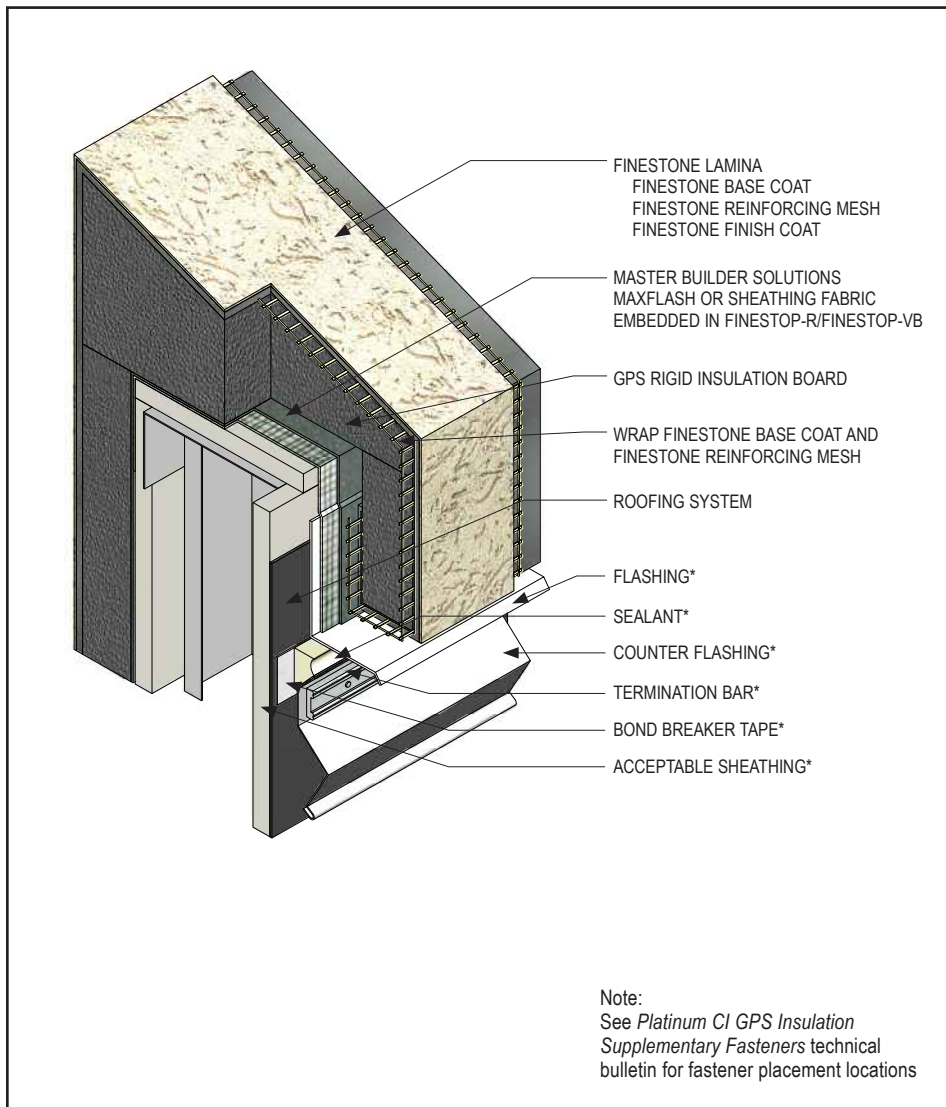 FINESTONE LAMINA
FINESTONE BASE COAT
FINESTONE REINFORCING MESH
FINESTONE FINISH COAT
MASTER BUILDER SOLUTIONS
MAXFLASH OR SHEATHING FABRIC
EMBEDDED IN FINESTOP-R/FINESTOP-VB
GPS RIGID INSULATION BOARD
WRAP FINESTONE BASE COAT AND
FINESTONE REINFORCING MESH
ROOFING SYSTEM
FLASHING*
SEALANT*
COUNTER FLASHING*
TERMINATION BAR*
BOND BREAKER TAPE*
ACCEPTABLE SHEATHING*
Note:
See Platinum CI GPS Insulation
Supplementary Fasteners technical
bulletin for fastener placement locations